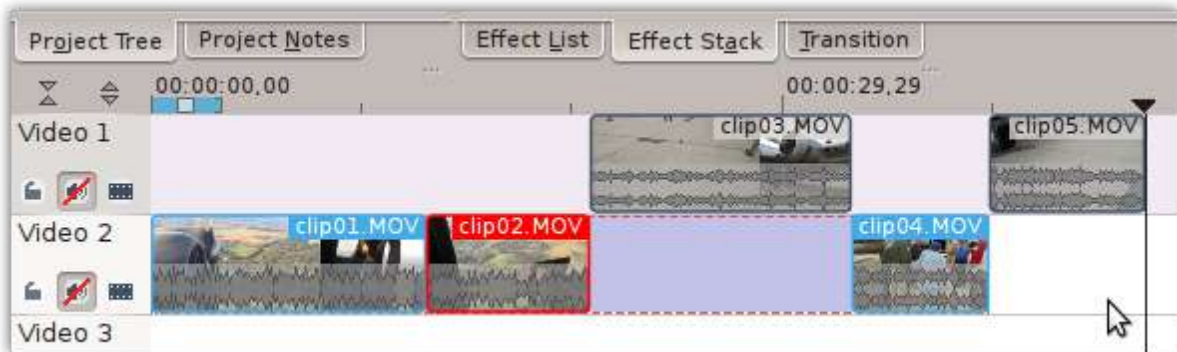 Project Tree Project Notes Effect List Effect Stack Transition
00:00:00,00 00:00:29,29
Video 1
clip03.MOV clip05.MOV
Video 2
clip01.MOV clip02.MOV clip04.MOV
Video 3